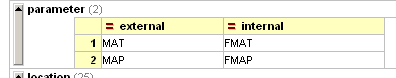 parameter (2)
= external = internal
1 MAT FMAT
2 MAP FMAP
location (25)